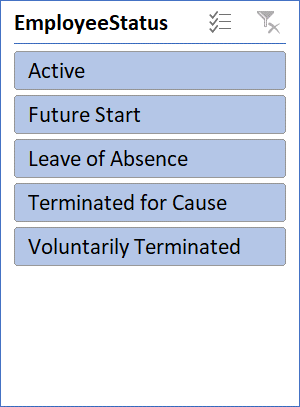 EmployeeStatus
Active
Future Start
Leave of Absence
Terminated for Cause
Voluntarily Terminated